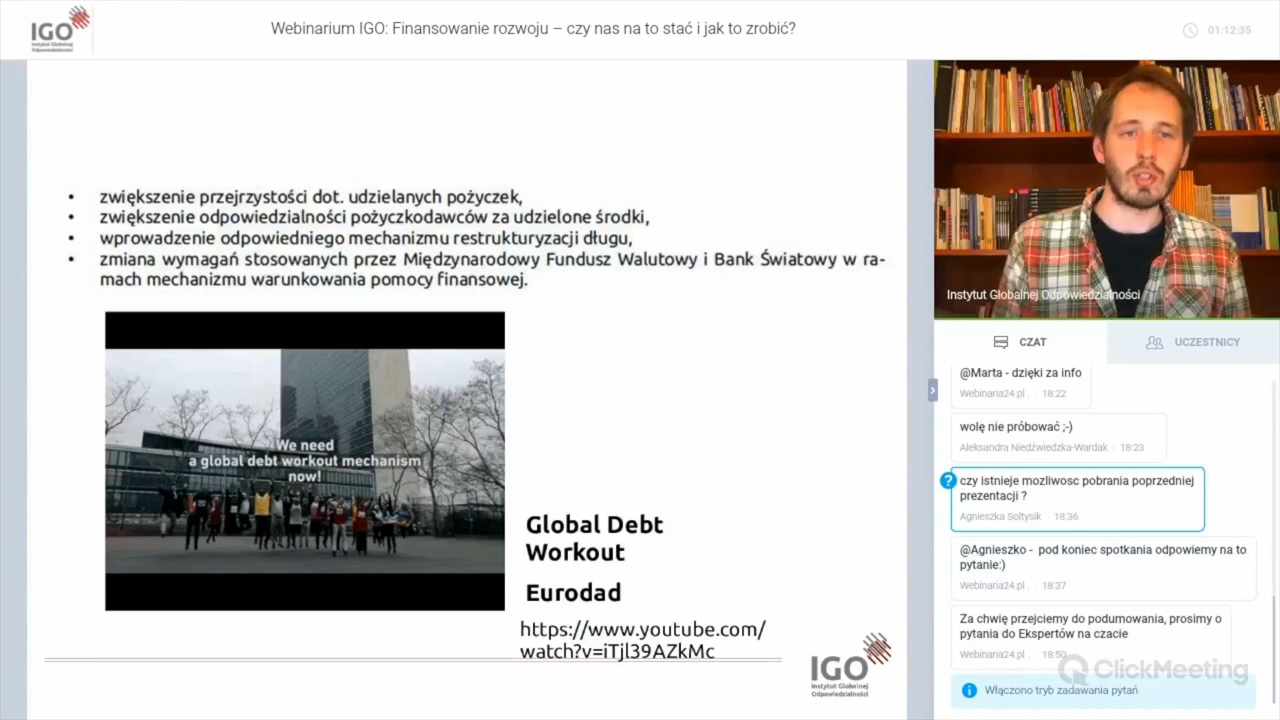 IGO
Instytut Globalnej
Odpowiedzialności
Webinarium IGO: Finansowanie rozwoju – czy nas na to stać i jak to zrobić?
01:12:35
• zwiększenie przejrzystości dot. udzielanych pożyczek,
• zwiększenie odpowiedzialności pożyczkodawców za udzielone środki,
• wprowadzenie odpowiedniego mechanizmu restrukturyzacji długu,
• zmiana wymagań stosowanych przez Międzynarodowy Fundusz Walutowy i Bank Światowy w ra-
mach mechanizmu warunkowania pomocy finansowej.
We need
a global debt workout mechanism
now!
Global Debt
Workout
Eurodad
https://www.youtube.com/
watch?v=iTjl39AZkMc
IGO
Instytut Globalnej
Odpowiedzialności
Instytut Globalnej Odpowiedzialności
CZAT
UCZESTNICY
@Marta - dzięki za info
Webinaria24.pl . 18:22
wolę nie próbować ;-)
Aleksandra Niedźwiedzka-Wardak 18:23
? czy istnieje mozliwosc pobrania poprzedniej
prezentacji ?
Agnieszka Soltysik 18:36
@Agnieszko - pod koniec spotkania odpowiemy na to
pytanie:)
Webinaria24.pl . 18:37
Za chwię przejciemy do podumowania, prosimy o
pytania do Ekspertów na czacie
Webinaria24.pl . 18:50
ClickMeeting
Włączono tryb zadawania pytań